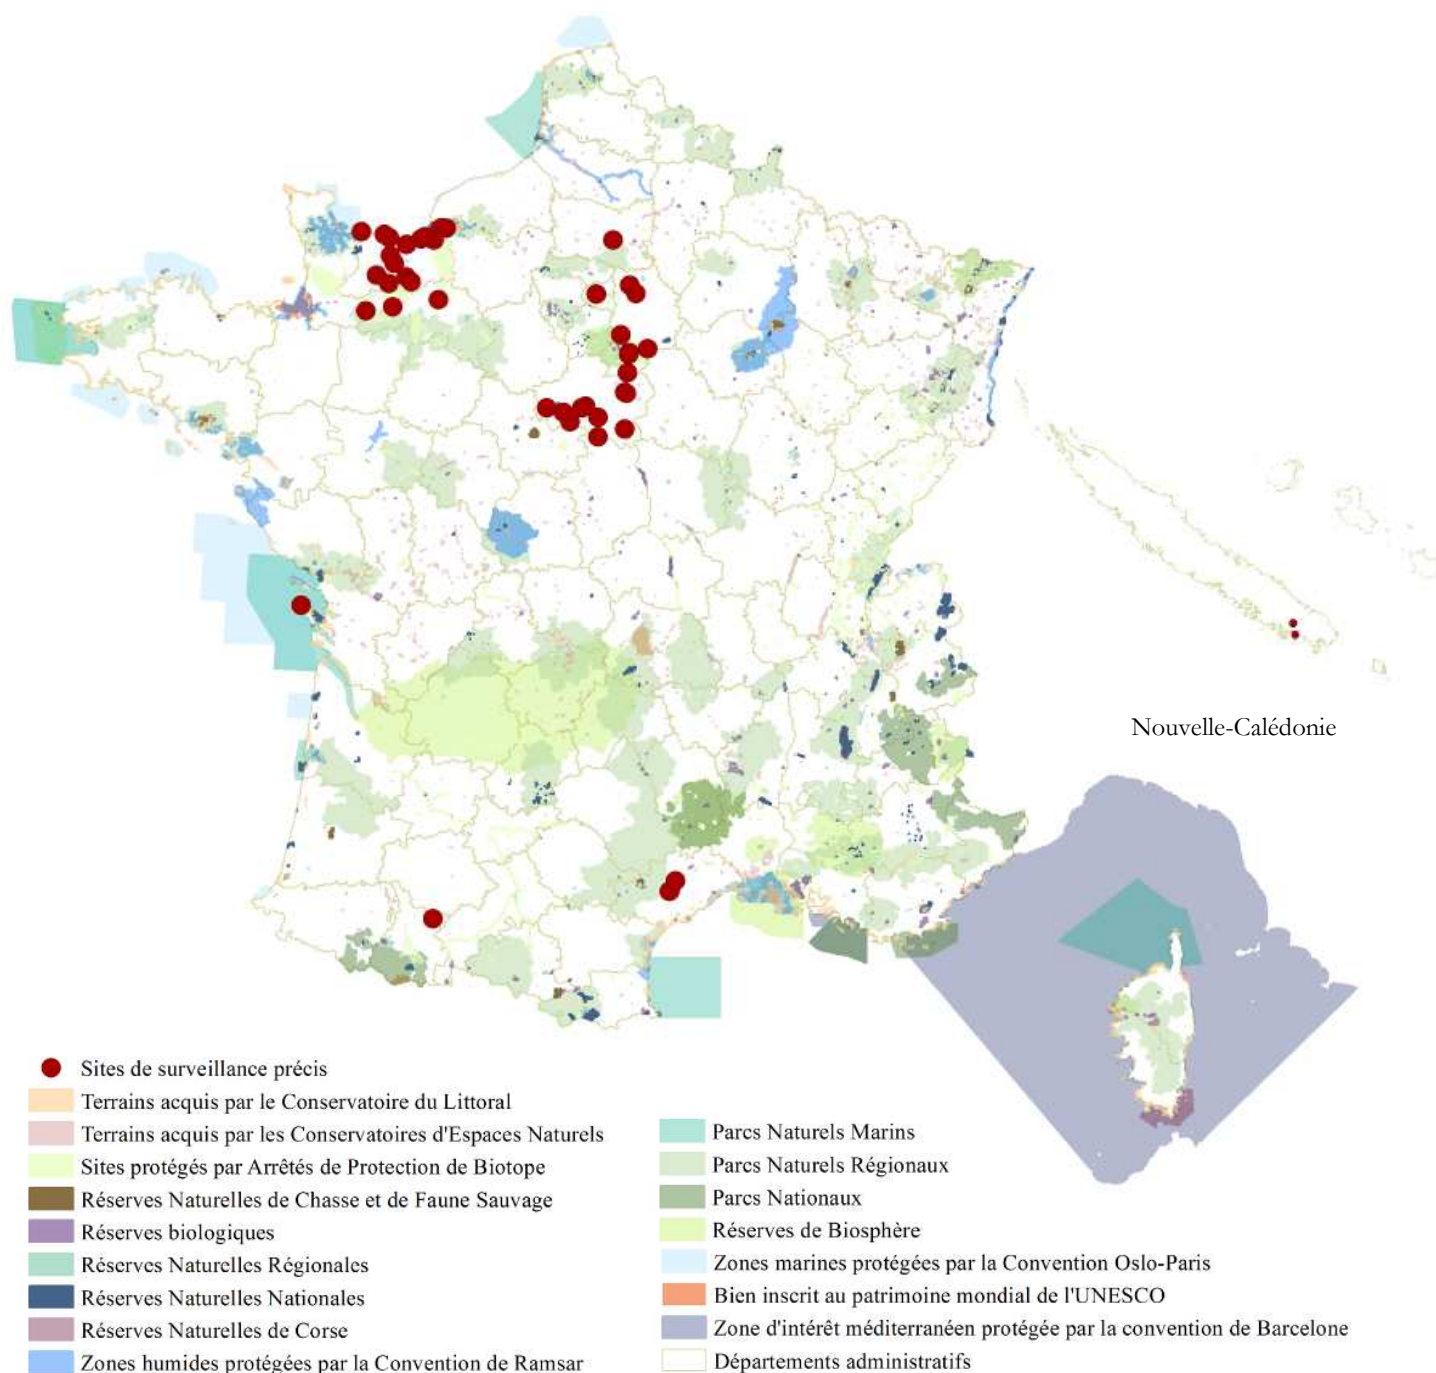 Nouvelle-Calédonie
Sites de surveillance précis
Terrains acquis par le Conservatoire du Littoral
Terrains acquis par les Conservatoires d'Espaces Naturels
Sites protégés par Arrêtés de Protection de Biotope
Réserves Naturelles de Chasse et de Faune Sauvage
Réserves biologiques
Réserves Naturelles Régionales
Réserves Naturelles Nationales
Réserves Naturelles de Corse
Zones humides protégées par la Convention de Ramsar
Parcs Naturels Marins
Parcs Naturels Régionaux
Parcs Nationaux
Réserves de Biosphère
Zones marines protégées par la Convention Oslo-Paris
Bien inscrit au patrimoine mondial de l'UNESCO
Zone d'intérêt méditerranéen protégée par la convention de Barcelone
Départements administratifs